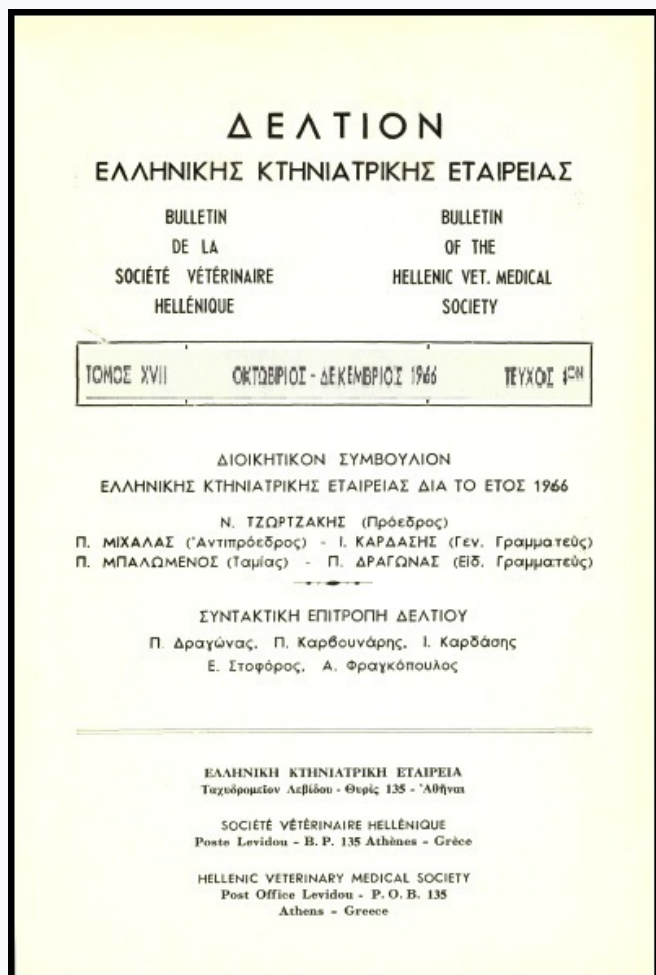 ΔΕΛΤΙΟΝ
ΕΛΛΗΝΙΚΗΣ ΚΤΗΝΙΑΤΡΙΚΗΣ ΕΤΑΙΡΕΙΑΣ
BULLETIN
DE LA
SOCIÉTÉ VÉTÉRINAIRE
HELLÉNIQUE
BULLETIN
OF THE
HELLENIC VET. MEDICAL
SOCIETY
ΤΟΜΟΣ XVII ΟΚΤΩΒΡΙΟΣ - ΔΕΚΕΜΒΡΙΟΣ 1966 ΤΕΥΧΟΣ 4ΟΝ
ΔΙΟΙΚΗΤΙΚΟΝ ΣΥΜΒΟΥΛΙΟΝ
ΕΛΛΗΝΙΚΗΣ ΚΤΗΝΙΑΤΡΙΚΗΣ ΕΤΑΙΡΕΙΑΣ ΔΙΑ ΤΟ ΕΤΟΣ 1966
Ν. ΤΖΩΡΤΖΑΚΗΣ (Πρόεδρος)
Π. ΜΙΧΑΛΑΣ (Ἀντιπρόεδρος) - Ι. ΚΑΡΔΑΣΗΣ (Γεν. Γραμματεὺς)
Π. ΜΠΑΛΩΜΕΝΟΣ (Ταμίας) - Π. ΔΡΑΓΩΝΑΣ (Εἰδ. Γραμματεὺς)
ΣΥΝΤΑΚΤΙΚΗ ΕΠΙΤΡΟΠΗ ΔΕΛΤΙΟΥ
Π. Δραγώνας, Π. Καρβουνάρης, Ι. Καρδάσης
Ε. Στοφόρος, Α. Φραγκόπουλος
ΕΛΛΗΝΙΚΗ ΚΤΗΝΙΑΤΡΙΚΗ ΕΤΑΙΡΕΙΑ
Ταχυδρομεῖον Λεβίδου - Θυρὶς 135 - Ἀθῆναι
SOCIÉTÉ VÉTÉRINAIRE HELLÉNIQUE
Poste Levidou - B. P. 135 Athènes - Grèce
HELLENIC VETERINARY MEDICAL SOCIETY
Post Office Levidou - P. O. B. 135
Athens - Greece